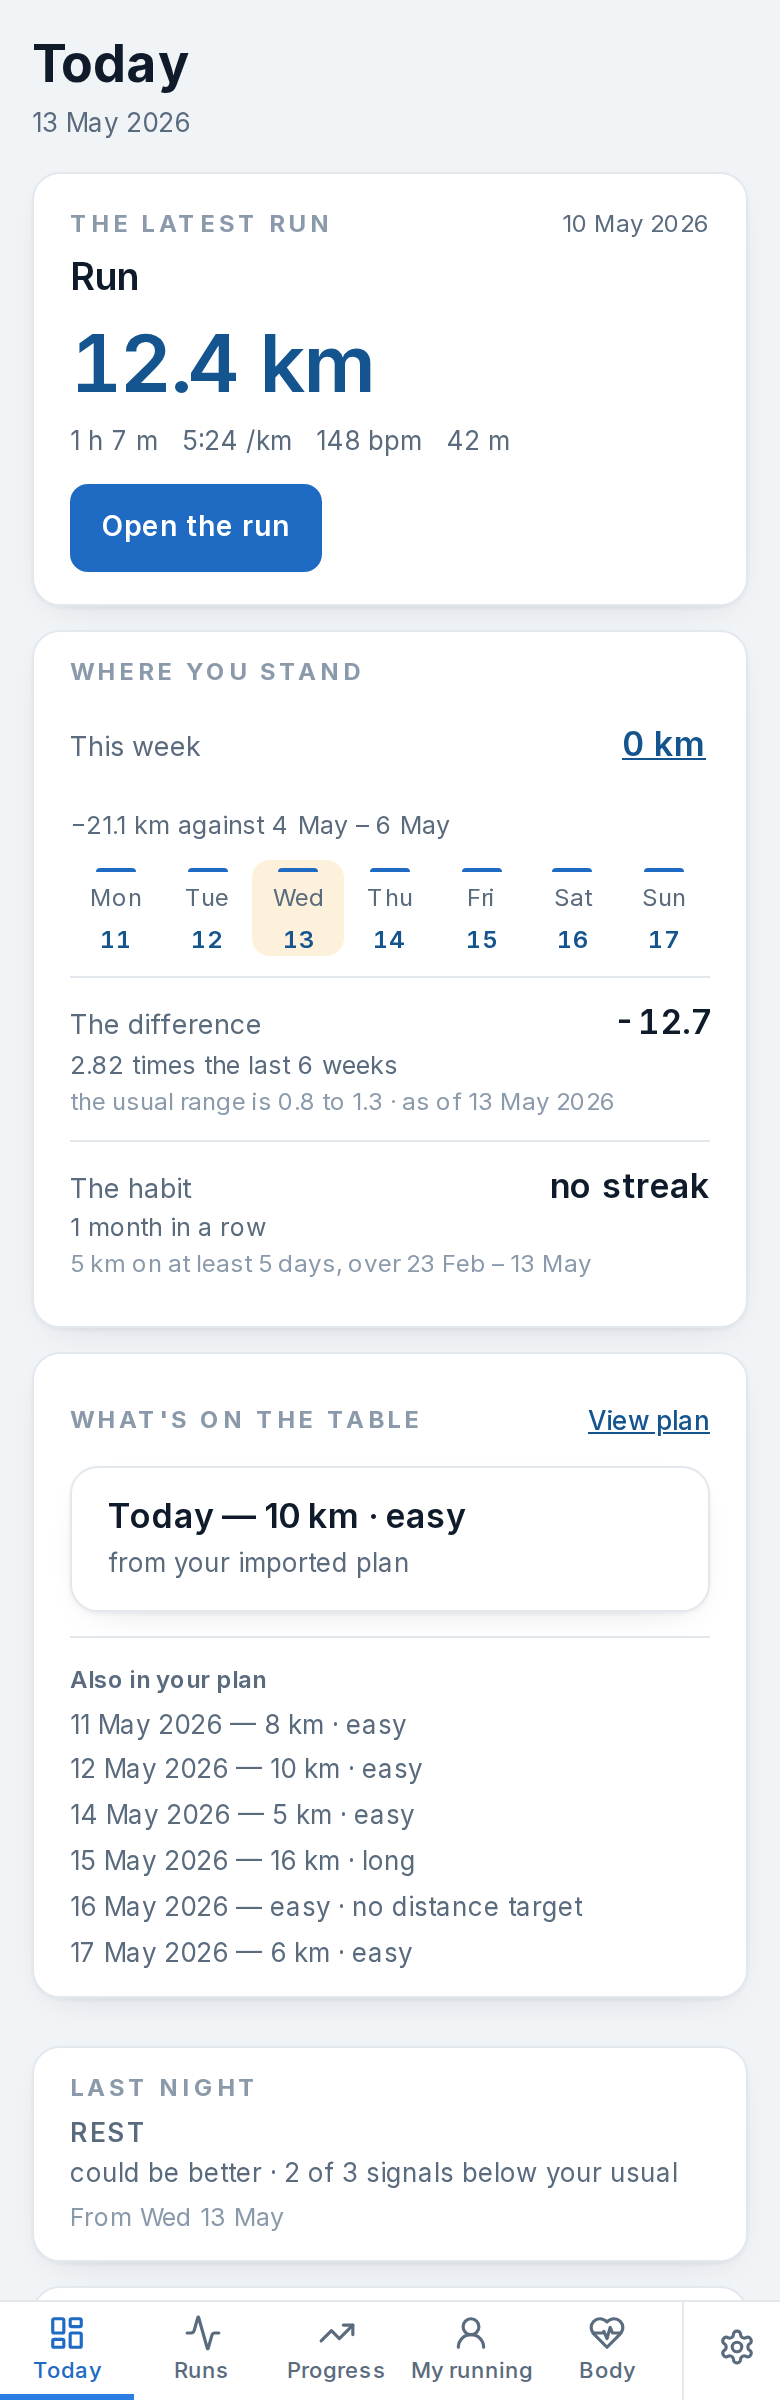 Today
13 May 2026
THE LATEST RUN 10 May 2026
Run
12.4 km
1 h 7 m 5:24 /km 148 bpm 42 m
Open the run
WHERE YOU STAND
This week 0 km
−21.1 km against 4 May – 6 May
Mon Tue Wed Thu Fri Sat Sun
11 12 13 14 15 16 17
The difference -12.7
2.82 times the last 6 weeks
the usual range is 0.8 to 1.3 · as of 13 May 2026
The habit no streak
1 month in a row
5 km on at least 5 days, over 23 Feb – 13 May
WHAT'S ON THE TABLE View plan
Today — 10 km · easy
from your imported plan
Also in your plan
11 May 2026 — 8 km · easy
12 May 2026 — 10 km · easy
14 May 2026 — 5 km · easy
15 May 2026 — 16 km · long
16 May 2026 — easy · no distance target
17 May 2026 — 6 km · easy
LAST NIGHT
REST
could be better · 2 of 3 signals below your usual
From Wed 13 May
Today Runs Progress My running Body